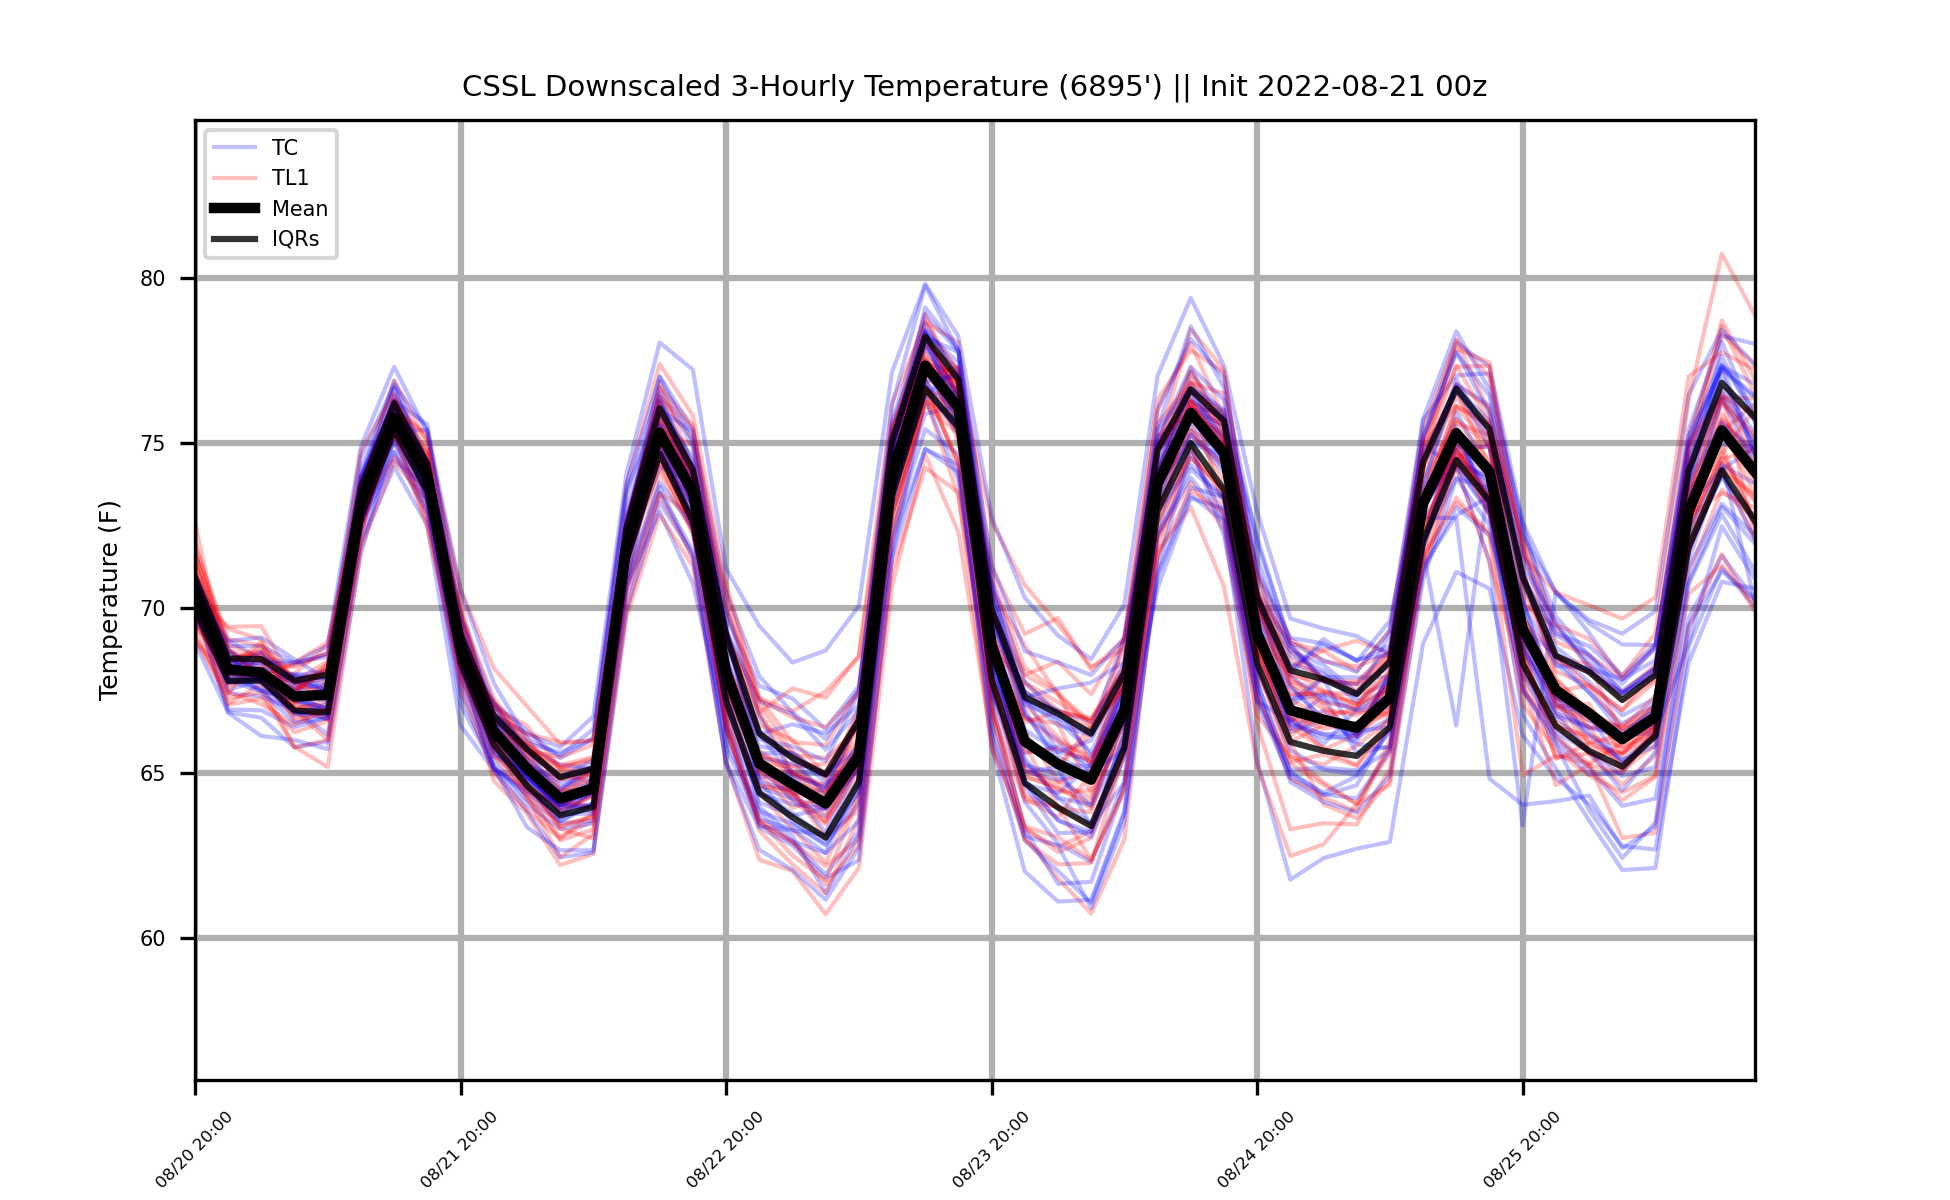 CSSL Downscaled 3-Hourly Temperature (6895') || Init 2022-08-21 00z
TC
TL1
Mean
IQRs
Temperature (F)
80
75
70
65
60
08/20 20:00
08/21 20:00
08/22 20:00
08/23 20:00
08/24 20:00
08/25 20:00